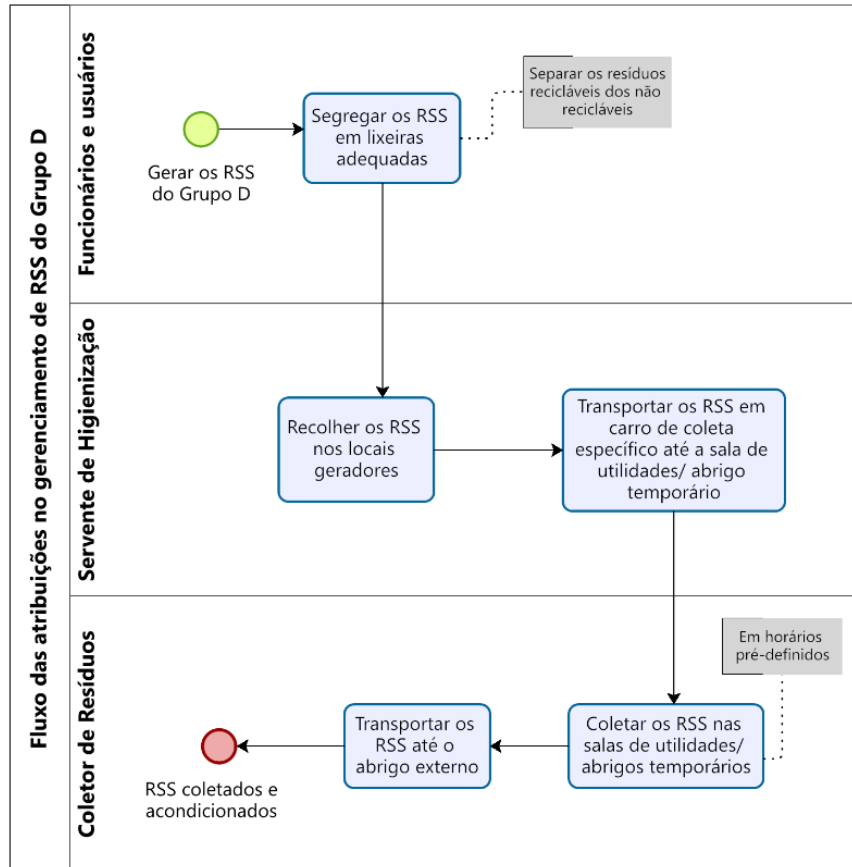 Fluxo das atribuições no gerenciamento de RSS do Grupo D
Funcionários e usuários
Gerar os RSS
do Grupo D
Segregar os RSS
em lixeiras
adequadas
Separar os resíduos
recicláveis dos não
recicláveis
Servente de Higienização
Recolher os RSS
nos locais
geradores
Transportar os RSS em
carro de coleta
específico até a sala de
utilidades/ abrigo
temporário
Coletor de Resíduos
Em horários
pré-definidos
Coletar os RSS nas
salas de utilidades/
abrigos temporários
Transportar os
RSS até o
abrigo externo
RSS coletados e
acondicionados